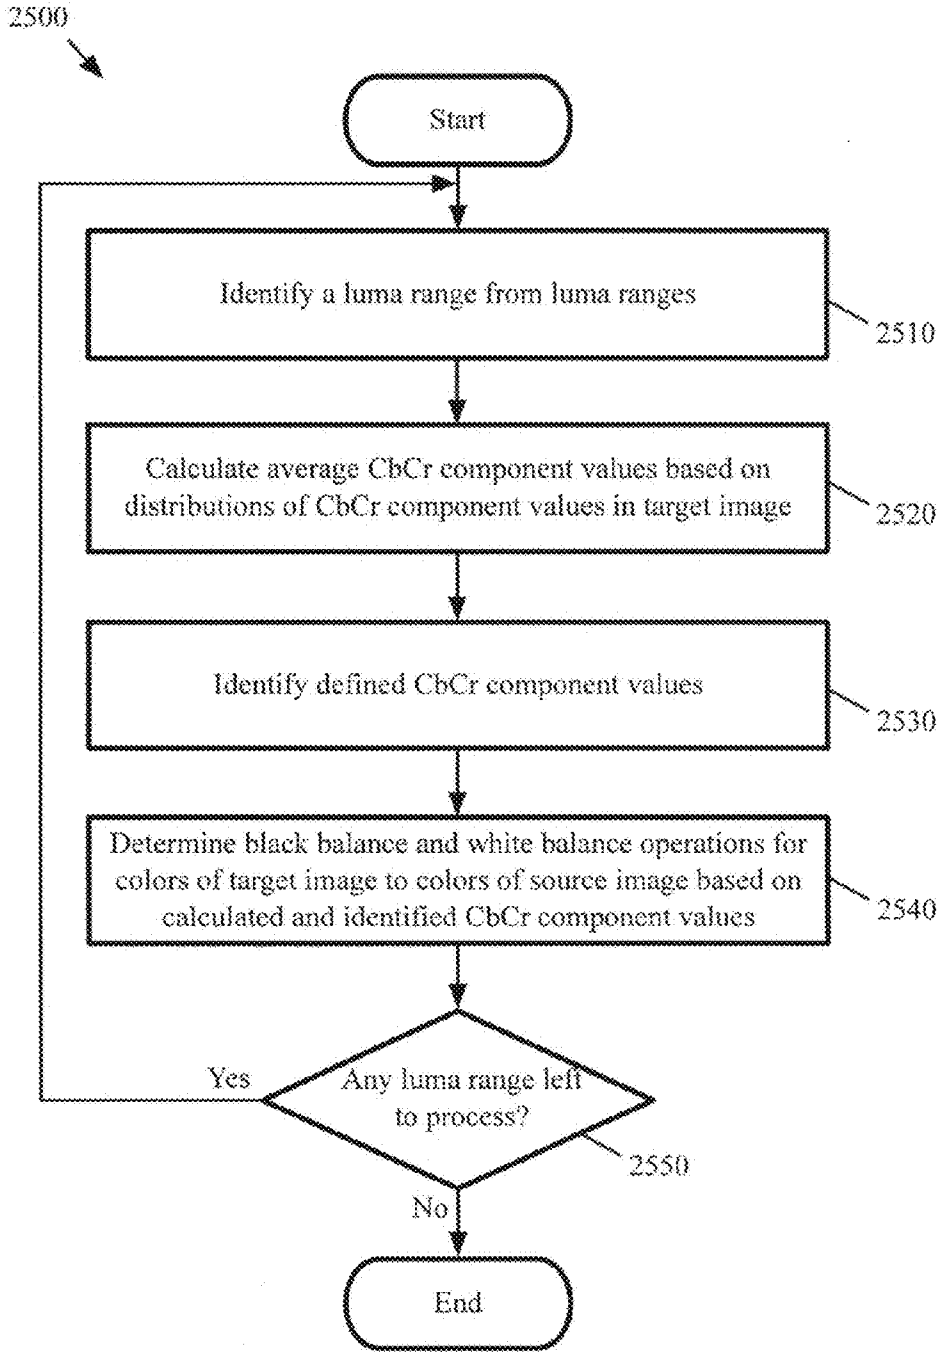 2500
Start
Identify a luma range from luma ranges
2510
Calculate average CbCr component values based on
distributions of CbCr component values in target image
2520
Identify defined CbCr component values
2530
Determine black balance and white balance operations for
colors of target image to colors of source image based on
calculated and identified CbCr component values
2540
Any luma range left
to process?
Yes
2550
No
End